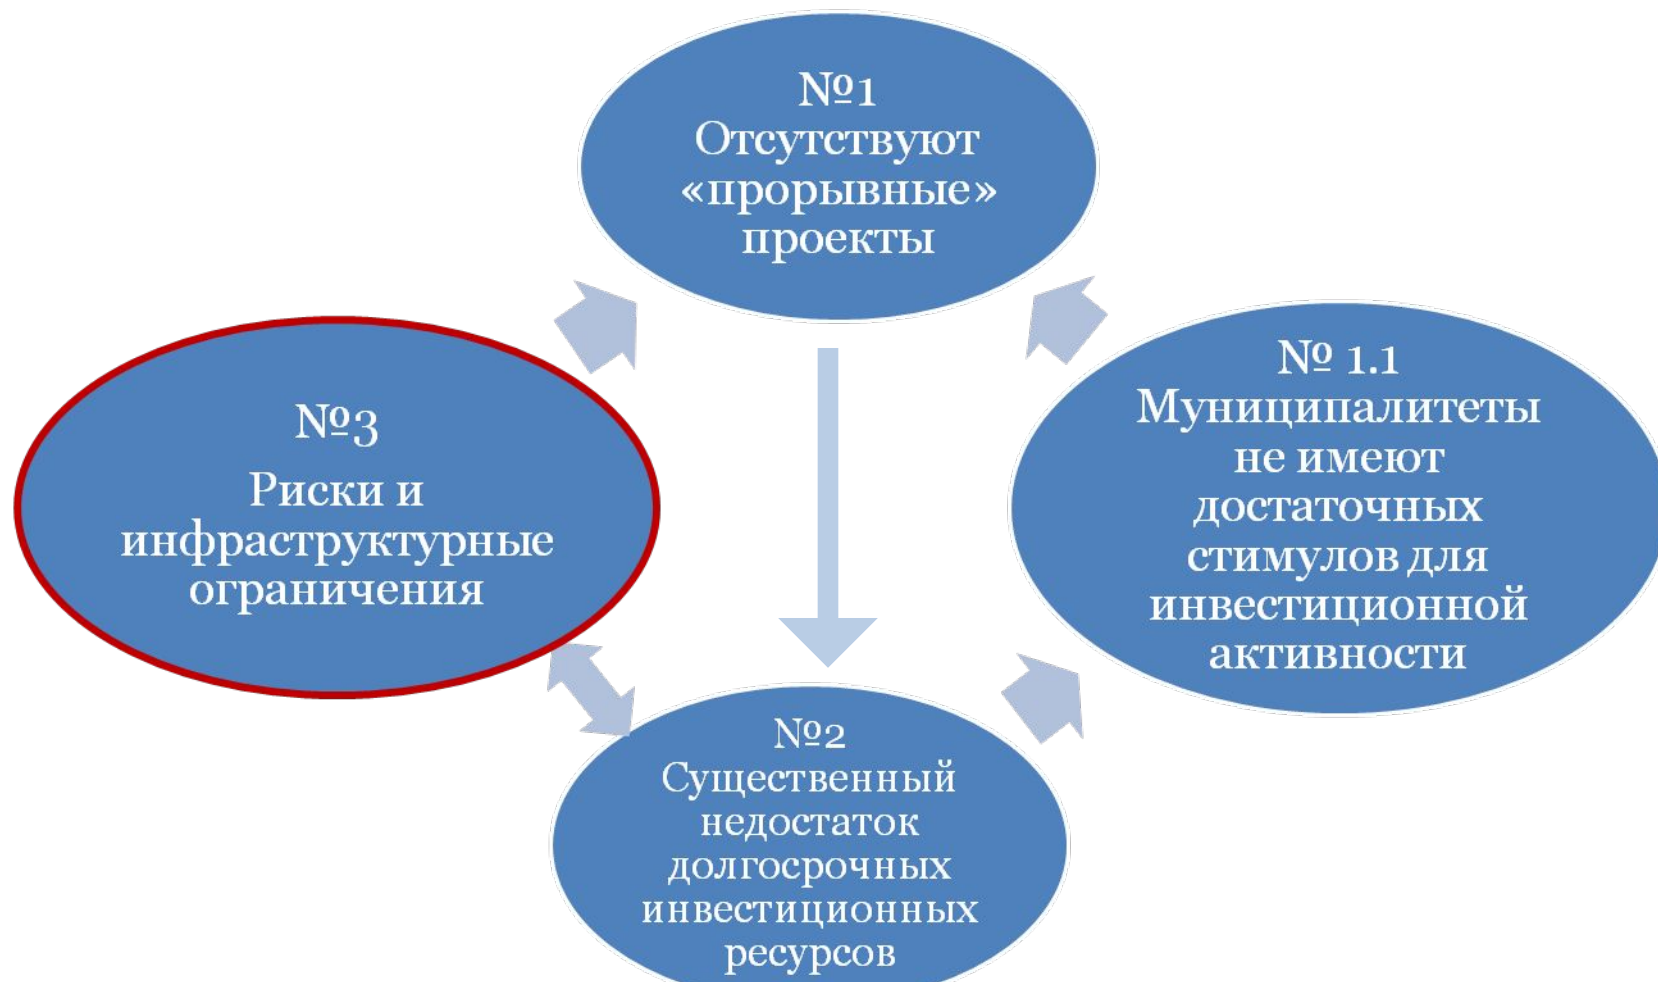 №1
Отсутствуют
«прорывные»
проекты
№3
Риски и
инфраструктурные
ограничения
№ 1.1
Муниципалитеты
не имеют
достаточных
стимулов для
инвестиционной
активности
№2
Существенный
недостаток
долгосрочных
инвестиционных
ресурсов